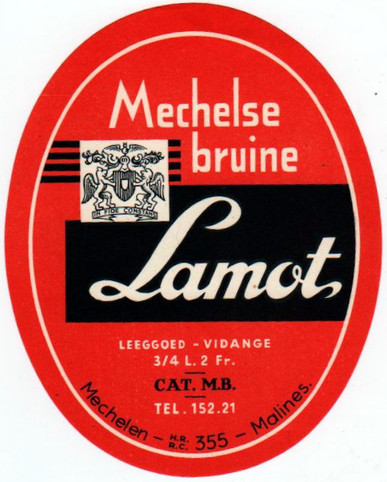 Mechelse
bruine
IN FIDE CONSTANS
Lamot
LEEGGOED - VIDANGE
3/4 L. 2 Fr.
CAT. M.B.
TEL. 152.21
Mechelen - H.R. R.C. 355 - Malines.